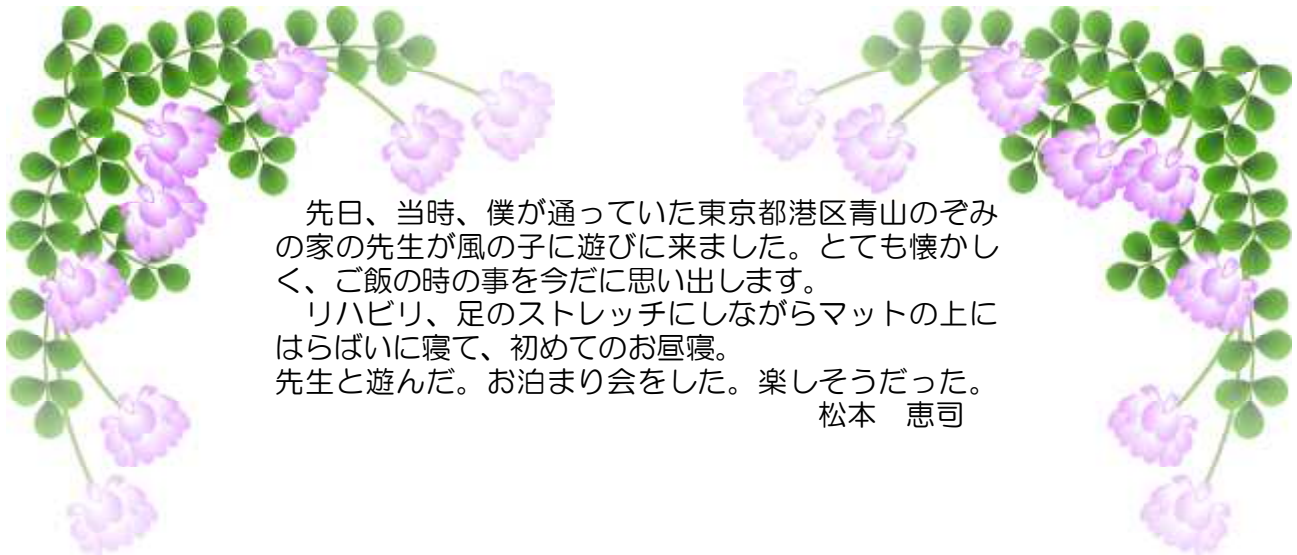 先日、当時、僕が通っていた東京都港区青山のぞみ
の家の先生が風の子に遊びに来ました。とても懐かし
く、ご飯の時の事を今だに思い出します。
　リハビリ、足のストレッチにしながらマットの上に
はらばいに寝て、初めてのお昼寝。
先生と遊んだ。お泊まり会をした。楽しそうだった。
松本　恵司